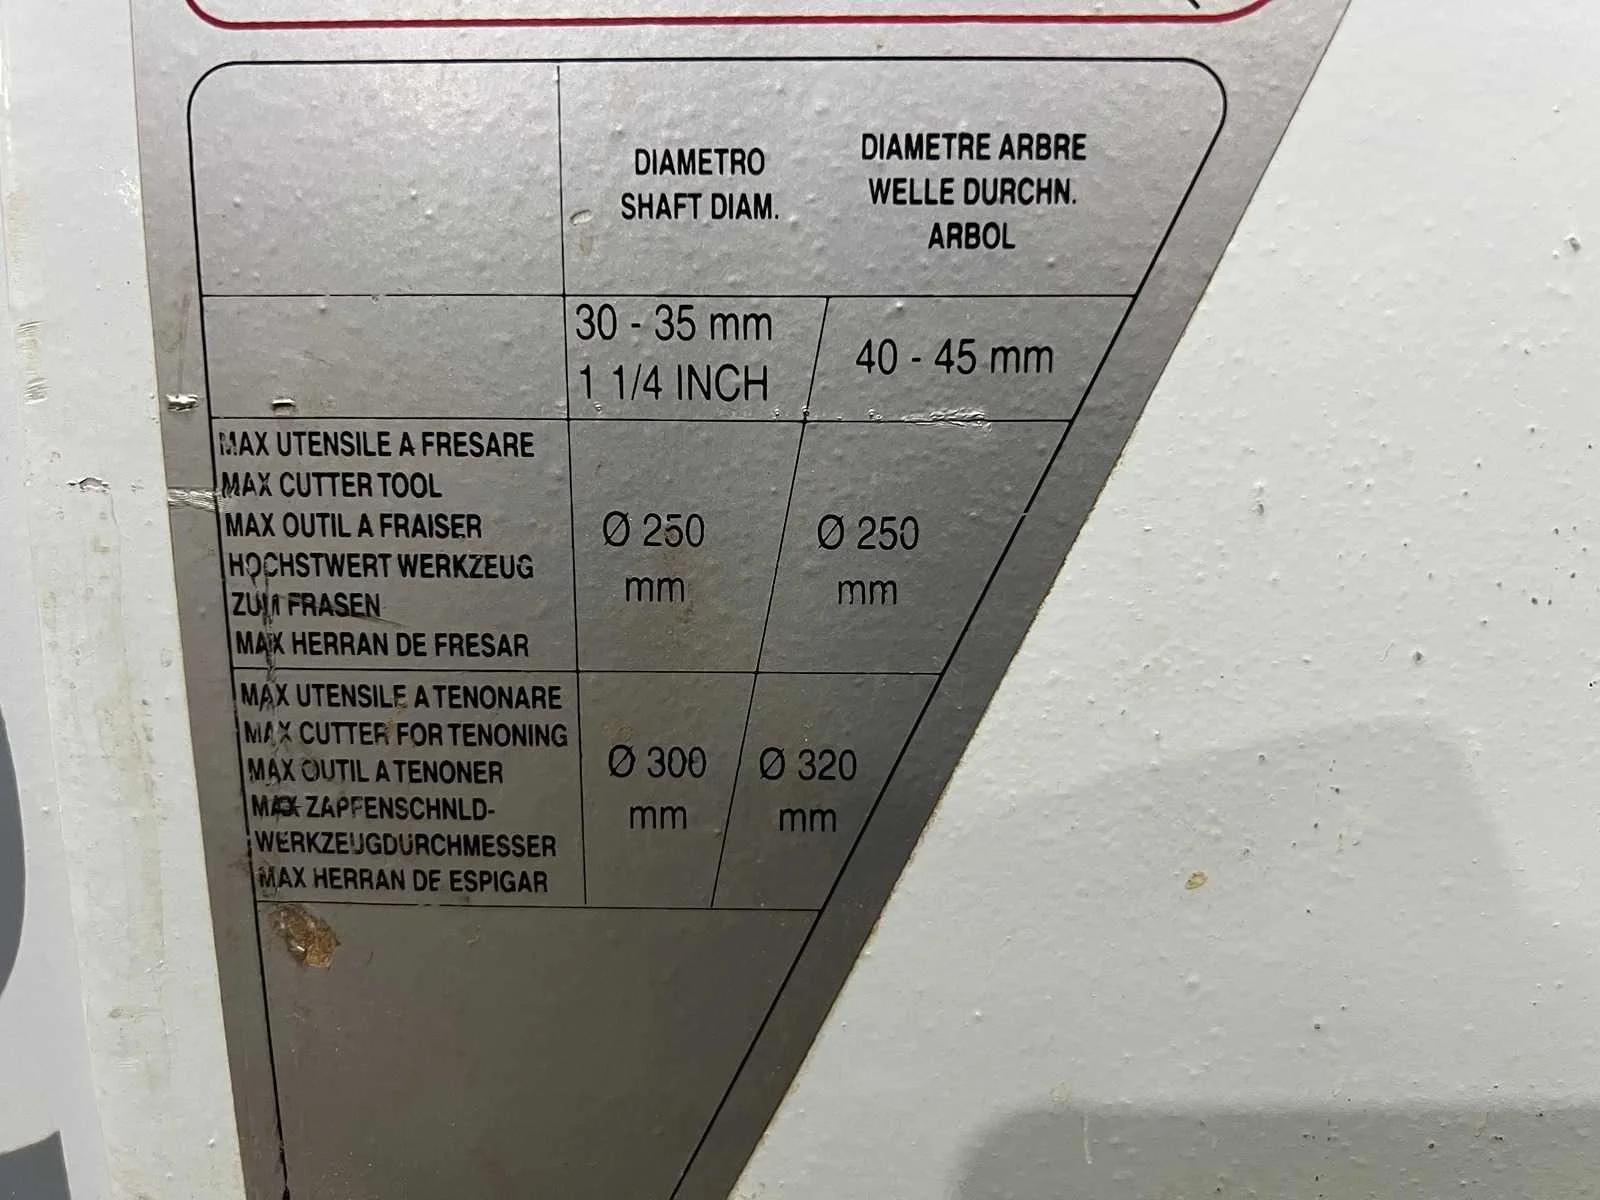 DIAMETRO
SHAFT DIAM.
DIAMETRE ARBRE
WELLE DURCHN.
ARBOL
30 - 35 mm
1 1/4 INCH
40 - 45 mm
MAX UTENSILE A FRESARE
MAX CUTTER TOOL
MAX OUTIL A FRAISER
HOCHSTWERT WERKZEUG
ZUM FRASEN
MAX HERRAN DE FRESAR
Ø 250
mm
Ø 250
mm
MAX UTENSILE A TENONARE
MAX CUTTER FOR TENONING
MAX OUTIL A TENONER
MAX ZAPFENSCHNLD-
WERKZEUGDURCHMESSER
MAX HERRAN DE ESPIGAR
Ø 300
mm
Ø 320
mm